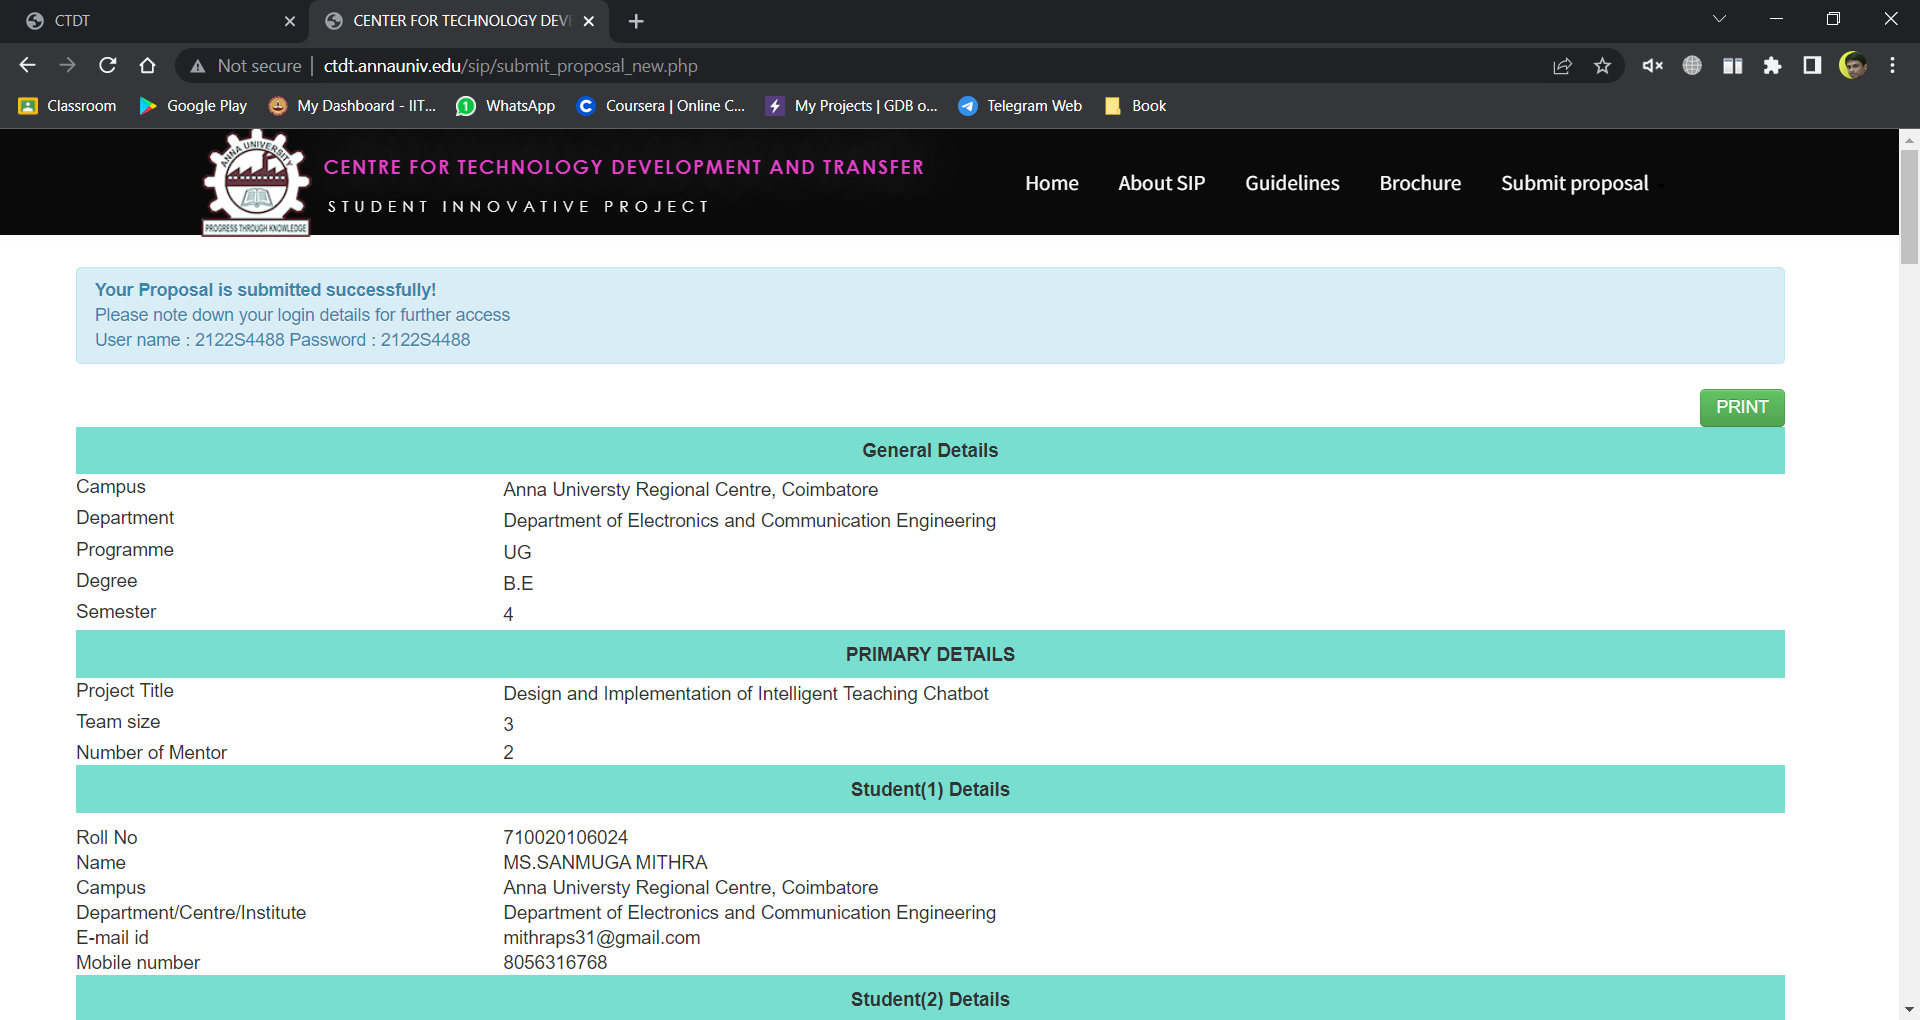 CTDT
CENTER FOR TECHNOLOGY DEV
Not secure | ctdt.annauniv.edu/sip/submit_proposal_new.php
Classroom Google Play My Dashboard - IIT... WhatsApp Coursera | Online C... My Projects | GDB o... Telegram Web Book
ANNA UNIVERSITY
PROGRESS THROUGH KNOWLEDGE
CENTRE FOR TECHNOLOGY DEVELOPMENT AND TRANSFER
STUDENT INNOVATIVE PROJECT
Home About SIP Guidelines Brochure Submit proposal
Your Proposal is submitted successfully!
Please note down your login details for further access
User name : 2122S4488 Password : 2122S4488
PRINT
General Details
Campus Anna Universty Regional Centre, Coimbatore
Department Department of Electronics and Communication Engineering
Programme UG
Degree B.E
Semester 4
PRIMARY DETAILS
Project Title Design and Implementation of Intelligent Teaching Chatbot
Team size 3
Number of Mentor 2
Student(1) Details
Roll No 710020106024
Name MS.SANMUGA MITHRA
Campus Anna Universty Regional Centre, Coimbatore
Department/Centre/Institute Department of Electronics and Communication Engineering
E-mail id mithraps31@gmail.com
Mobile number 8056316768
Student(2) Details